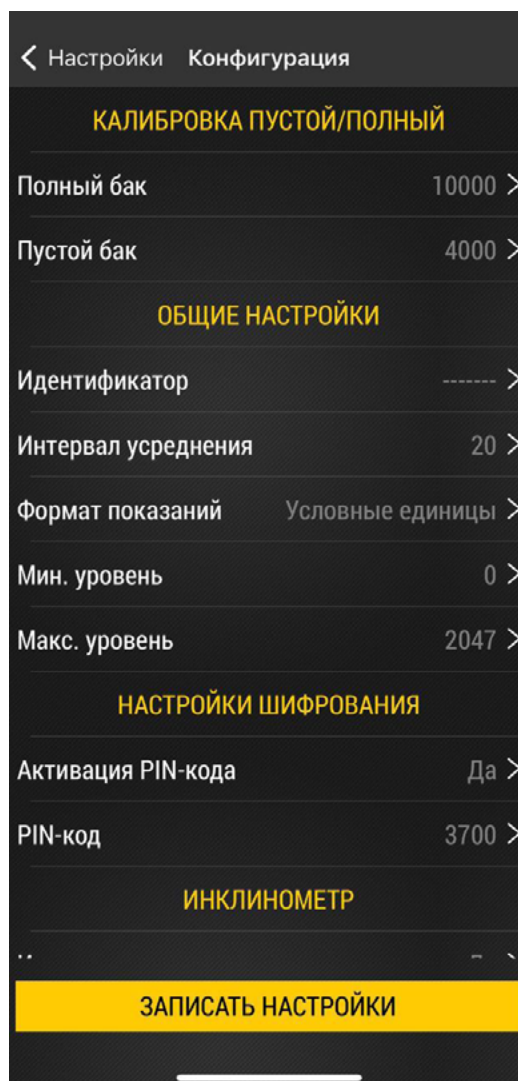 Настройки Конфигурация
КАЛИБРОВКА ПУСТОЙ/ПОЛНЫЙ
Полный бак 10000
Пустой бак 4000
ОБЩИЕ НАСТРОЙКИ
Идентификатор -------
Интервал усреднения 20
Формат показаний Условные единицы
Мин. уровень 0
Макс. уровень 2047
НАСТРОЙКИ ШИФРОВАНИЯ
Активация PIN-кода Да
PIN-код 3700
ИНКЛИНОМЕТР
ЗАПИСАТЬ НАСТРОЙКИ